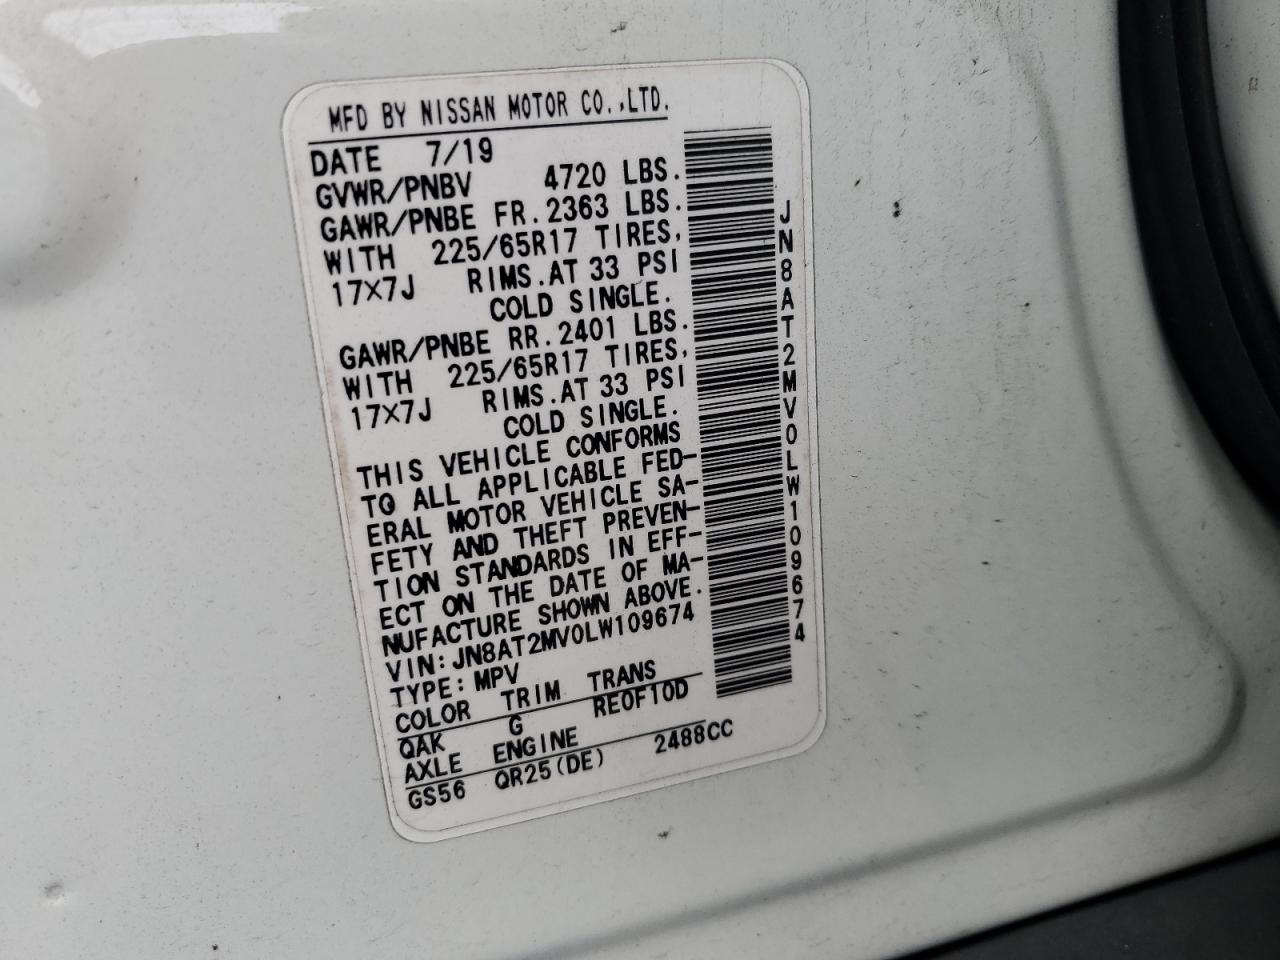 MFD BY NISSAN MOTOR CO.,LTD.
DATE 7/19
GVWR/PNBV 4720 LBS.
GAWR/PNBE FR.2363 LBS.
WITH 225/65R17 TIRES,
17×7J RIMS.AT 33 PSI
COLD SINGLE.
GAWR/PNBE RR.2401 LBS.
WITH 225/65R17 TIRES,
17×7J RIMS.AT 33 PSI
COLD SINGLE.
THIS VEHICLE CONFORMS
TO ALL APPLICABLE FED-
ERAL MOTOR VEHICLE SA-
FETY AND THEFT PREVEN-
TION STANDARDS IN EFF-
ECT ON THE DATE OF MA-
NUFACTURE SHOWN ABOVE.
VIN:JN8AT2MV0LW109674
TYPE:MPV
COLOR TRIM TRANS
QAK G RE0F10D
AXLE ENGINE
GS56 QR25(DE) 2488CC
JN8AT2MV0LW109674